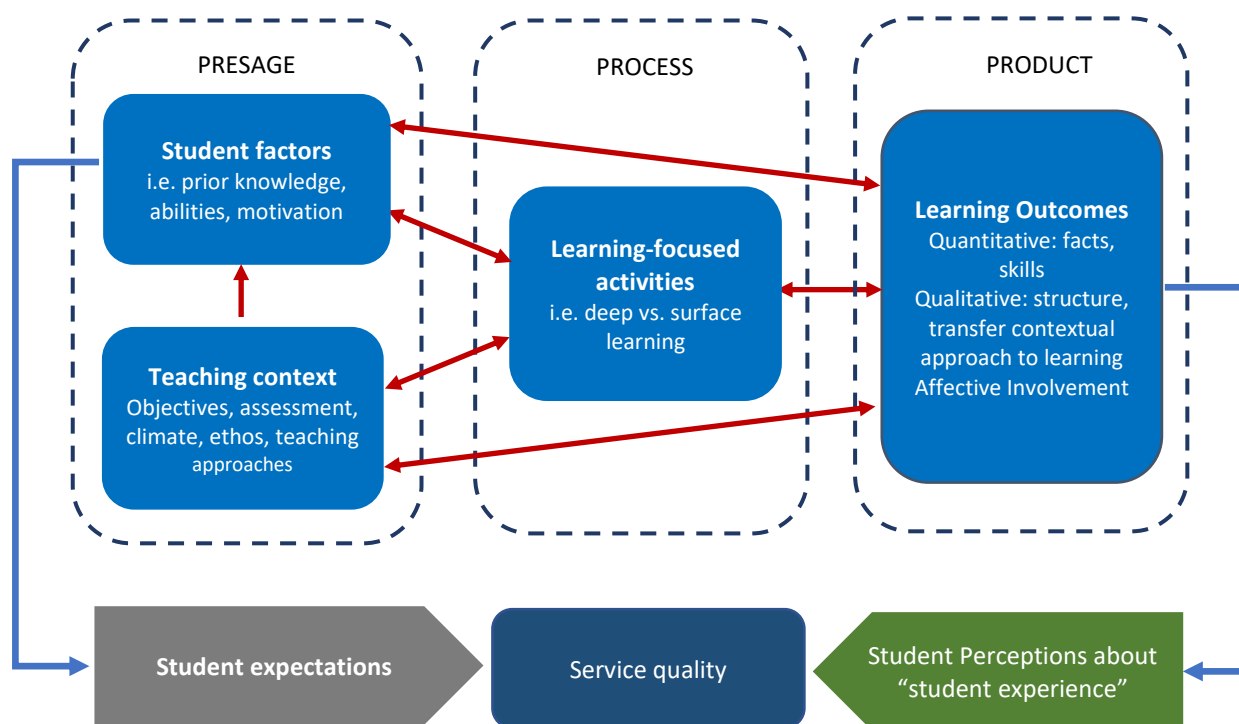 PRESAGE
Student factors
i.e. prior knowledge,
abilities, motivation
Teaching context
Objectives, assessment,
climate, ethos, teaching
approaches
PROCESS
Learning-focused
activities
i.e. deep vs. surface
learning
PRODUCT
Learning Outcomes
Quantitative: facts,
skills
Qualitative: structure,
transfer contextual
approach to learning
Affective Involvement
Student expectations
Service quality
Student Perceptions about
“student experience”